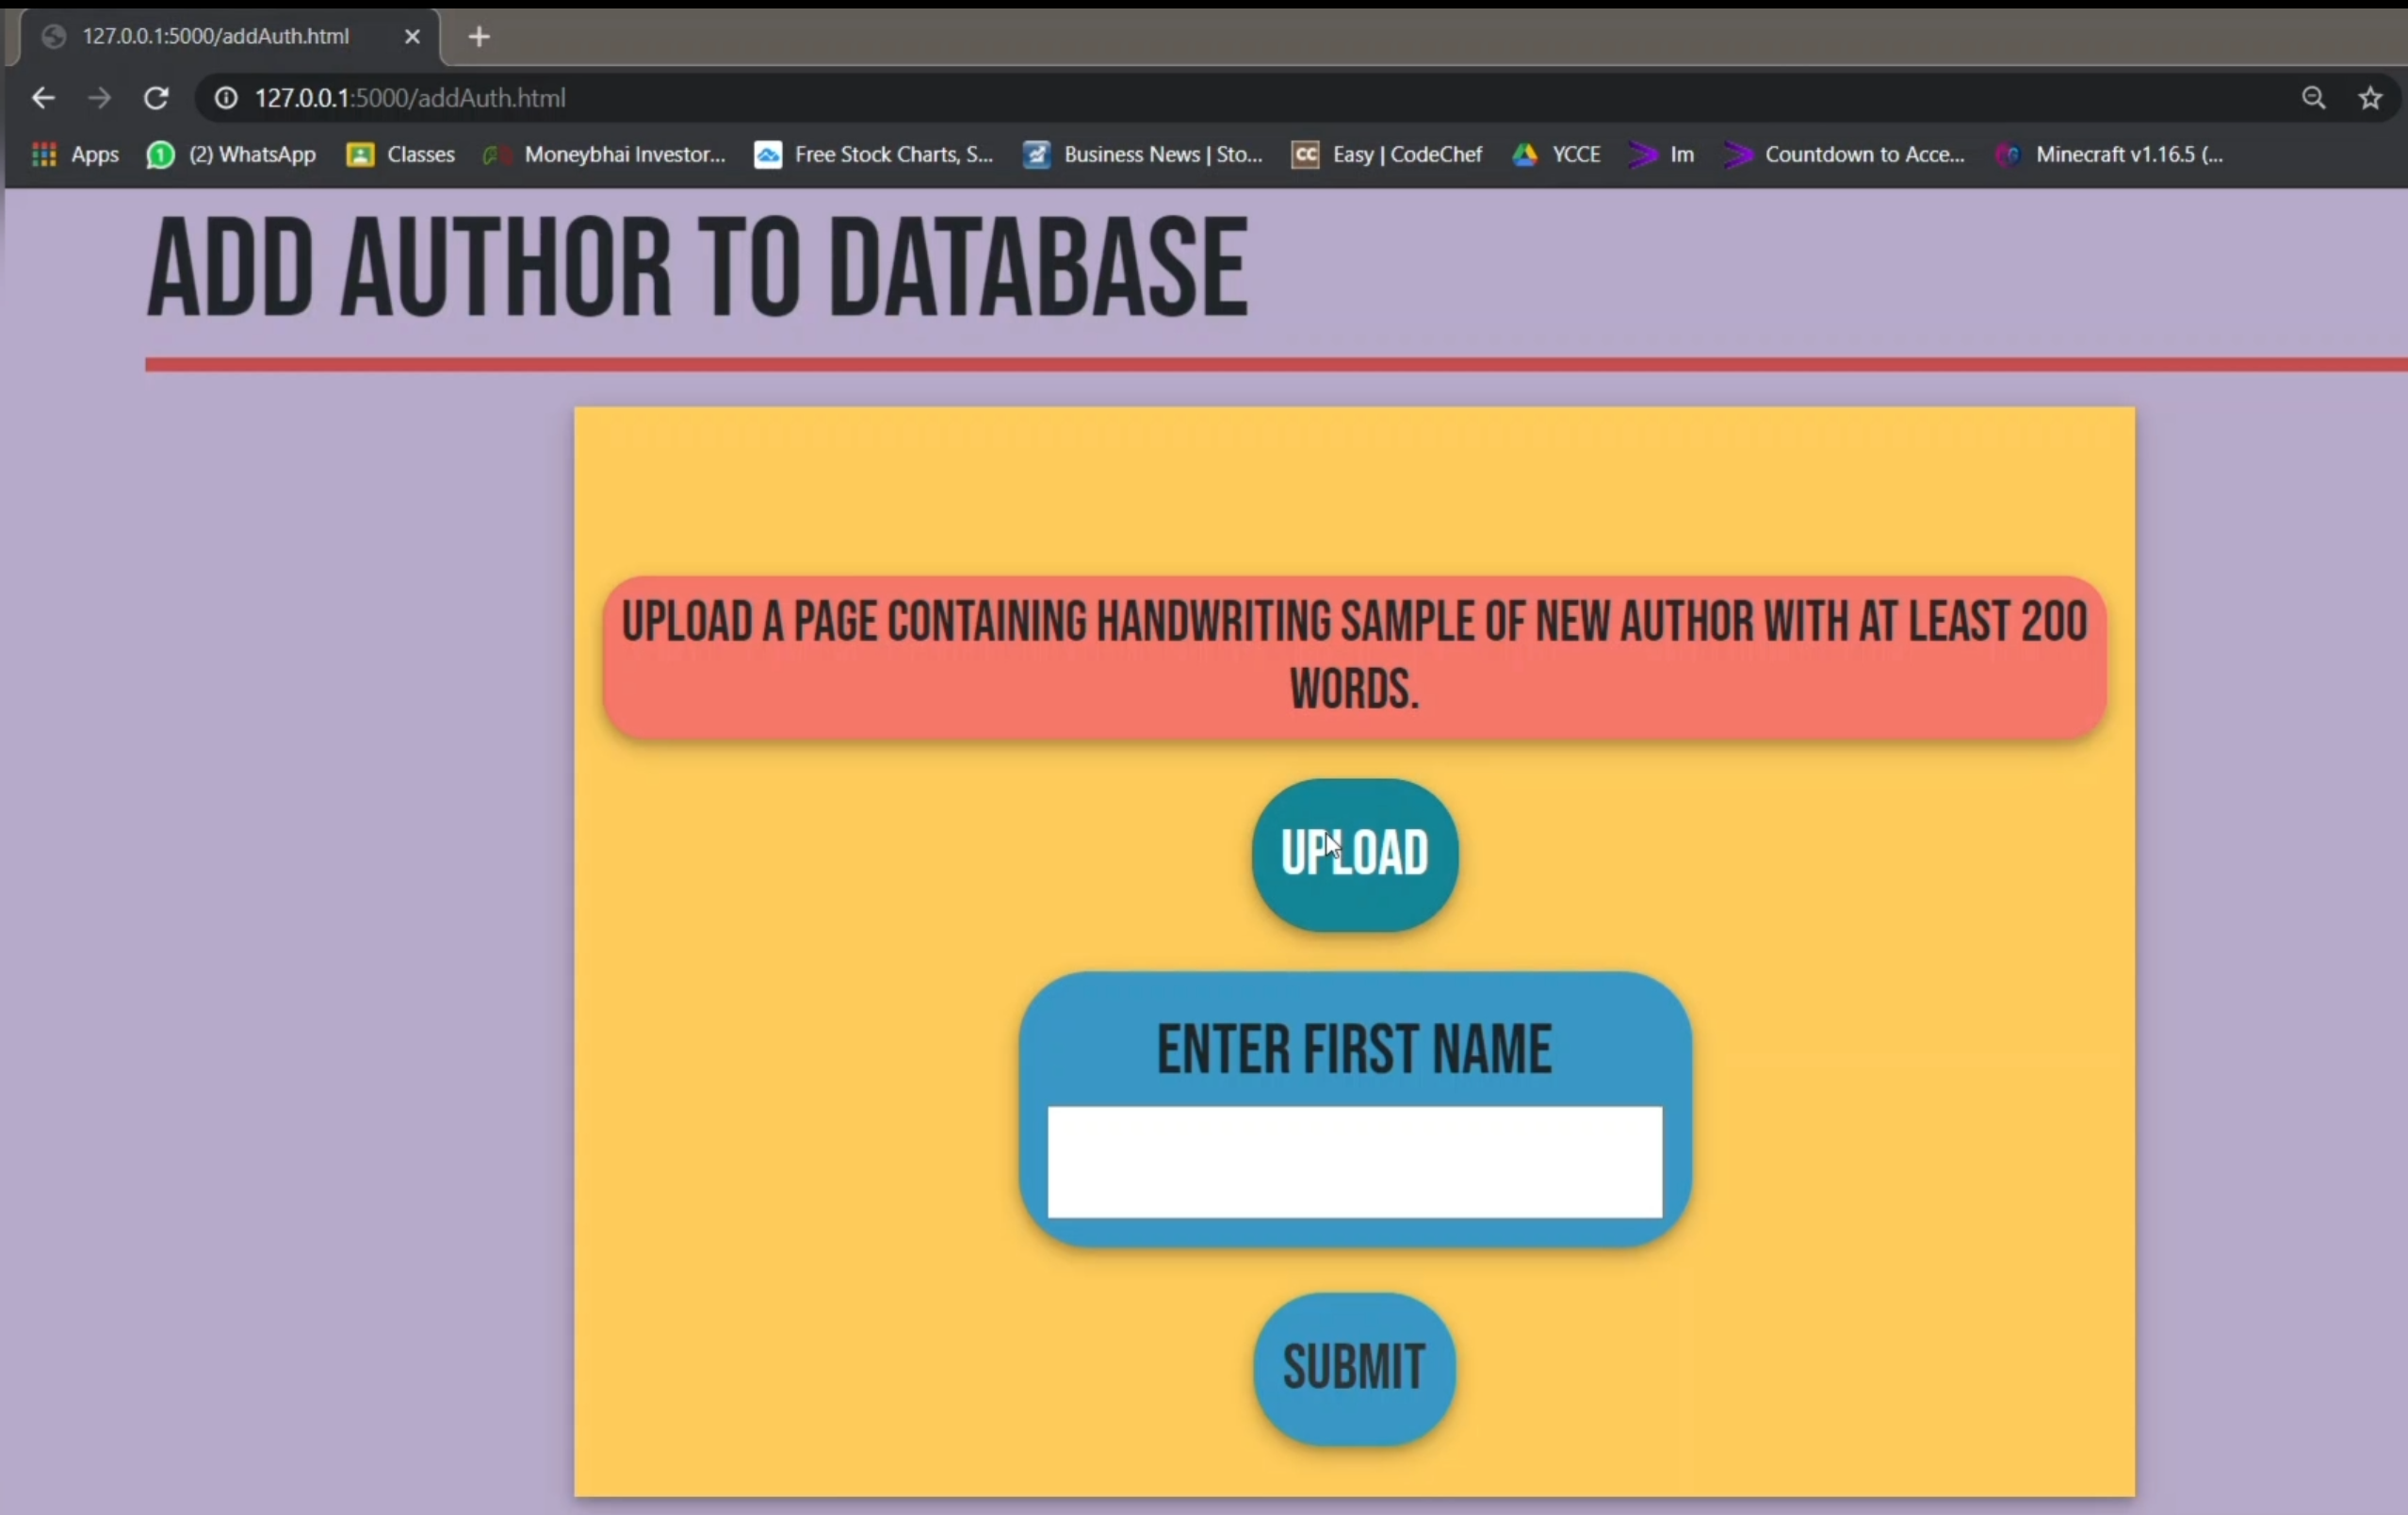 127.0.0.1:5000/addAuth.html
127.0.0.1:5000/addAuth.html
Apps (2) WhatsApp Classes Moneybhai Investor... Free Stock Charts, S... Business News | Sto... CC Easy | CodeChef YCCE Im Countdown to Acce... Minecraft v1.16.5 (...
ADD AUTHOR TO DATABASE
UPLOAD A PAGE CONTAINING HANDWRITING SAMPLE OF NEW AUTHOR WITH AT LEAST 200
WORDS.
UPLOAD
ENTER FIRST NAME
SUBMIT